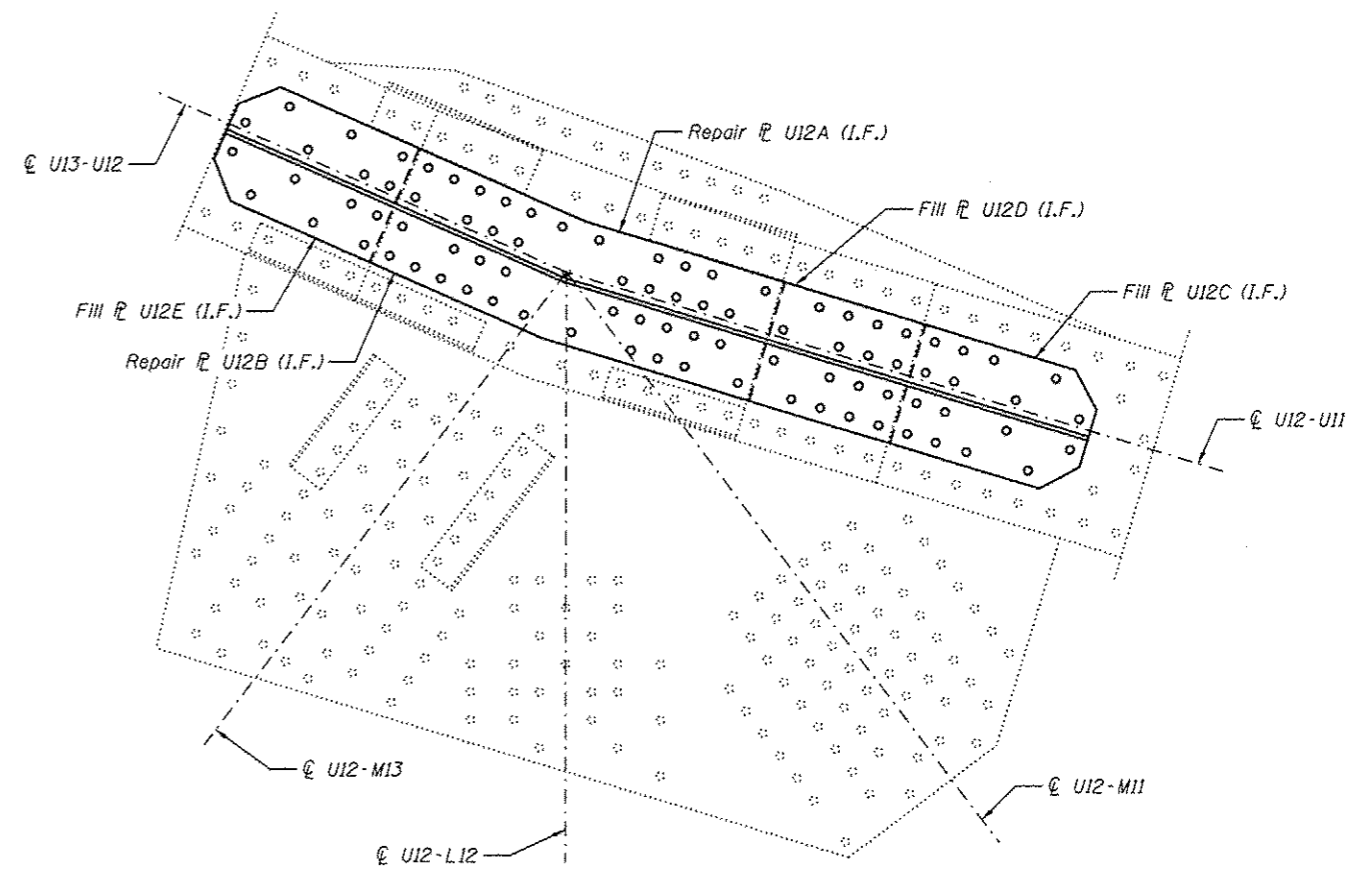 Repair ℞ U12A (I.F.)
℄ U13-U12
Fill ℞ U12D (I.F.)
Fill ℞ U12C (I.F.)
Fill ℞ U12E (I.F.)
Repair ℞ U12B (I.F.)
℄ U12-U11
℄ U12-M13
℄ U12-M11
℄ U12-L12